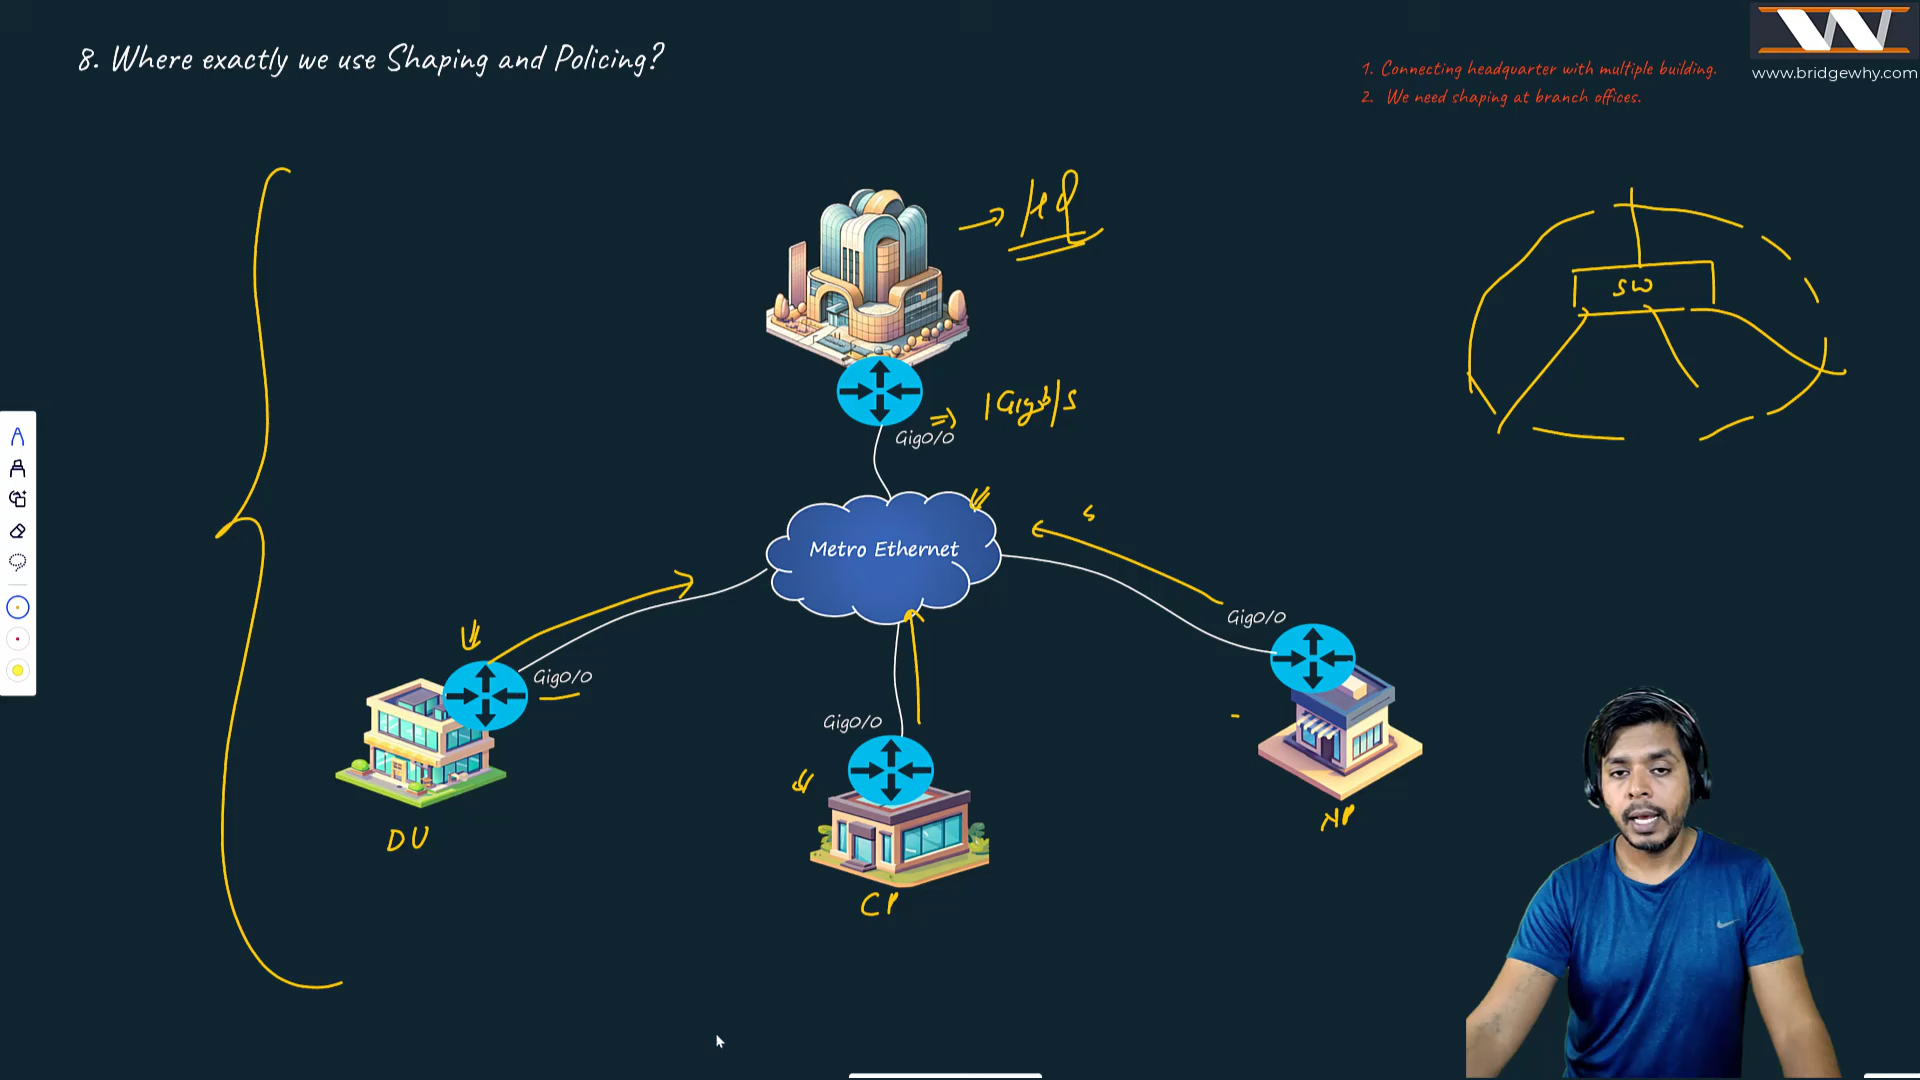 8. Where exactly we use Shaping and Policing?
1. Connecting headquarter with multiple building.
2. We need shaping at branch offices.
www.bridgewhy.com
HQ
SW
1Gigb/s
Gig0/0
Metro Ethernet
S
Gig0/0
Gig0/0
Gig0/0
DU
CP
NP